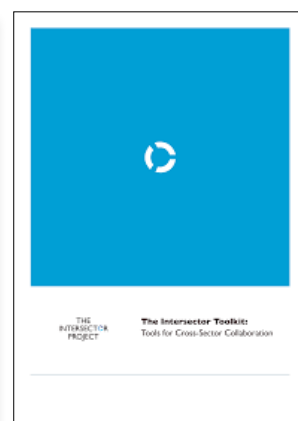 THE
INTERSECTOR
PROJECT
The Intersector Toolkit:
Tools for Cross-Sector Collaboration